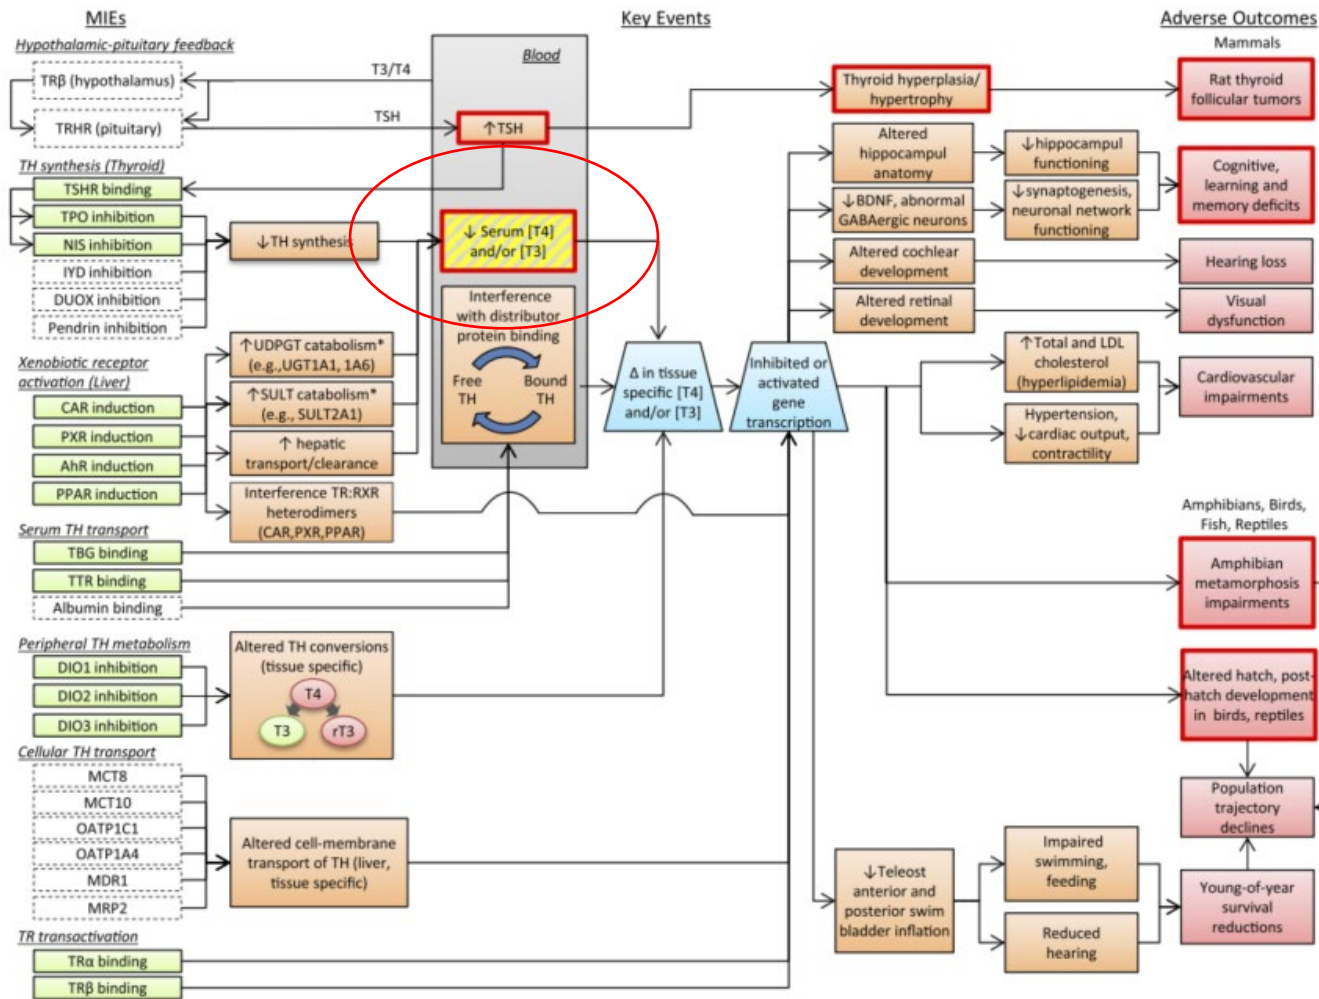 MIEs
Key Events
Adverse Outcomes
Hypothalamic-pituitary feedback
TRβ (hypothalamus)
TRHR (pituitary)
T3/T4
TSH
Blood
↑TSH
Thyroid hyperplasia/
hypertrophy
Mammals
Rat thyroid
follicular tumors
TH synthesis (Thyroid)
TSHR binding
TPO inhibition
NIS inhibition
IYD inhibition
DUOX inhibition
Pendrin inhibition
↓TH synthesis
↓ Serum [T4]
and/or [T3]
Altered
hippocampul
anatomy
↓hippocampul
functioning
↓BDNF, abnormal
GABAergic neurons
↓synaptogenesis,
neuronal network
functioning
Cognitive,
learning and
memory deficits
Altered cochlear
development
Hearing loss
Altered retinal
development
Visual
dysfunction
Interference
with distributor
protein binding
Free
TH
Bound
TH
Xenobiotic receptor
activation (Liver)
CAR induction
PXR induction
AhR induction
PPAR induction
↑UDPGT catabolism*
(e.g.,UGT1A1, 1A6)
↑SULT catabolism*
(e.g., SULT2A1)
↑ hepatic
transport/clearance
Interference TR:RXR
heterodimers
(CAR,PXR,PPAR)
Δ in tissue
specific [T4]
and/or [T3]
Inhibited or
activated
gene
transcription
↑Total and LDL
cholesterol
(hyperlipidemia)
Hypertension,
↓cardiac output,
contractility
Cardiovascular
impairments
Serum TH transport
TBG binding
TTR binding
Albumin binding
Amphibians, Birds,
Fish, Reptiles
Amphibian
metamorphosis
impairments
Peripheral TH metabolism
DIO1 inhibition
DIO2 inhibition
DIO3 inhibition
Altered TH conversions
(tissue specific)
T4
T3
rT3
Altered hatch, post-
hatch development
in birds, reptiles
Cellular TH transport
MCT8
MCT10
OATP1C1
OATP1A4
MDR1
MRP2
Altered cell-membrane
transport of TH (liver,
tissue specific)
Population
trajectory
declines
↓Teleost
anterior and
posterior swim
bladder inflation
Impaired
swimming,
feeding
Reduced
hearing
Young-of-year
survival
reductions
TR transactivation
TRα binding
TRβ binding